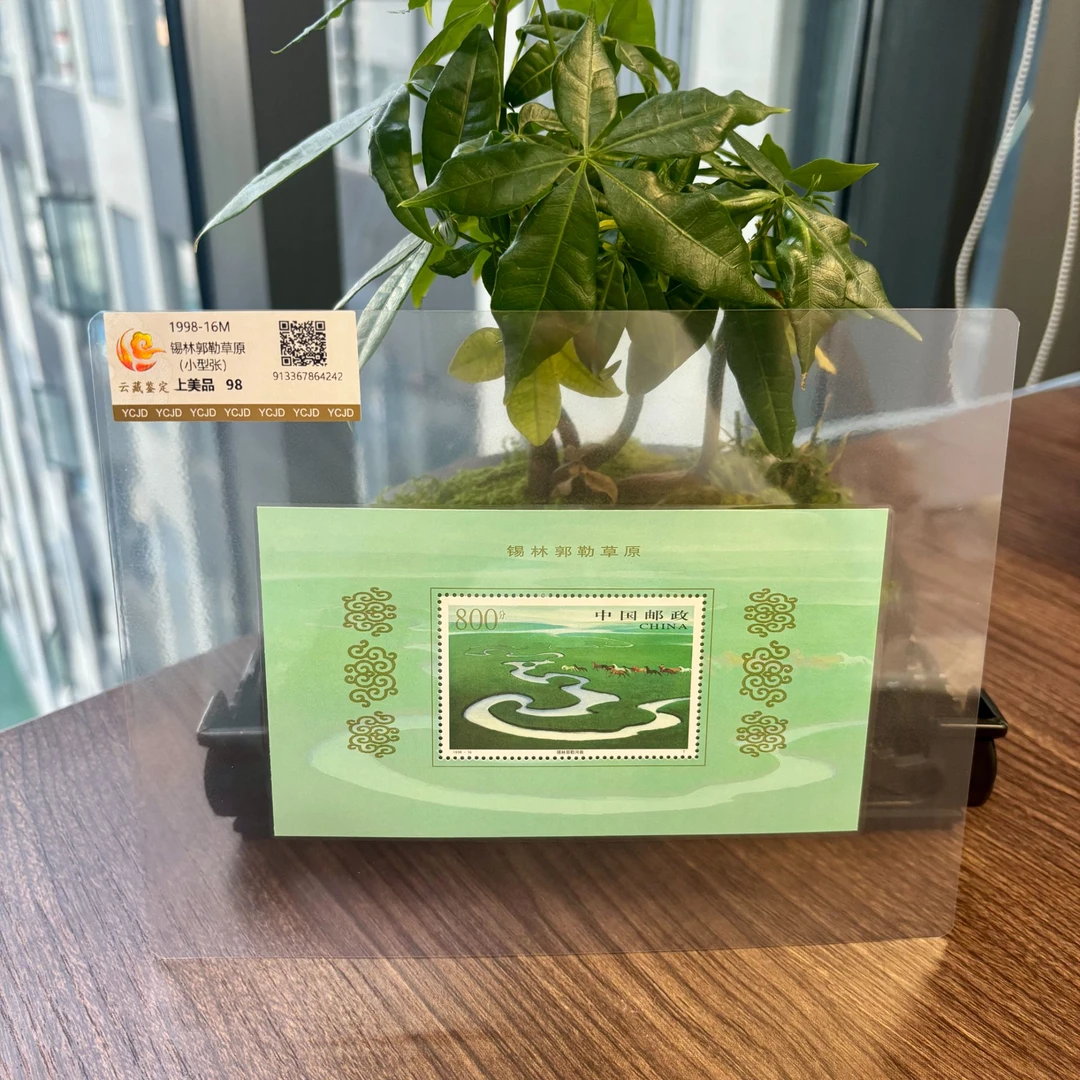 1998-16M
锡林郭勒草原
(小型张)
云藏鉴定 上美品 98
913367864242
YCJD YCJD YCJD YCJD YCJD YCJD YCJD
锡林郭勒草原
800分
中国邮政
CHINA
1998-16